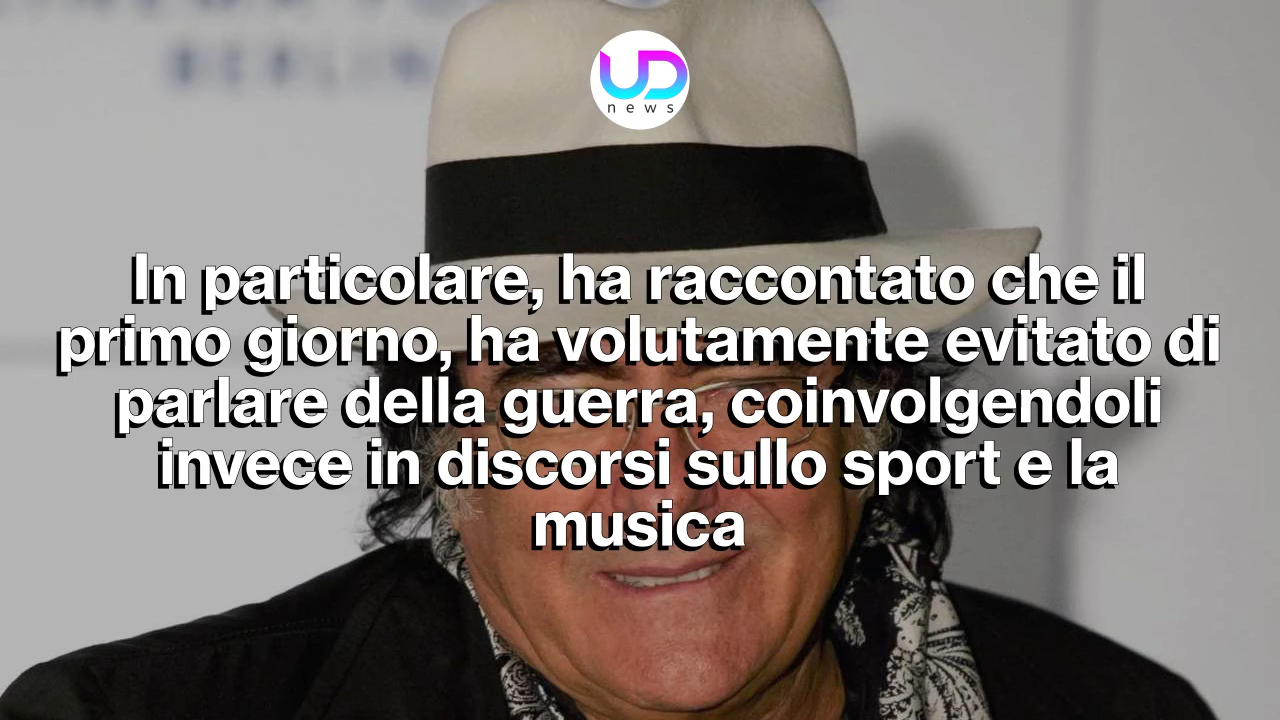 BERLIN
UD
news
In particolare, ha raccontato che il
primo giorno, ha volutamente evitato di
parlare della guerra, coinvolgendoli
invece in discorsi sullo sport e la
musica